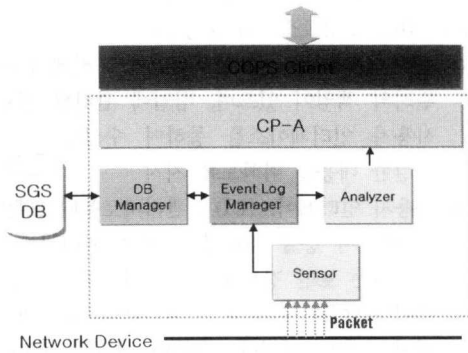 COPS Client
CP-A
SGS
DB
DB
Manager
Event Log
Manager
Analyzer
Sensor
Packet
Network Device